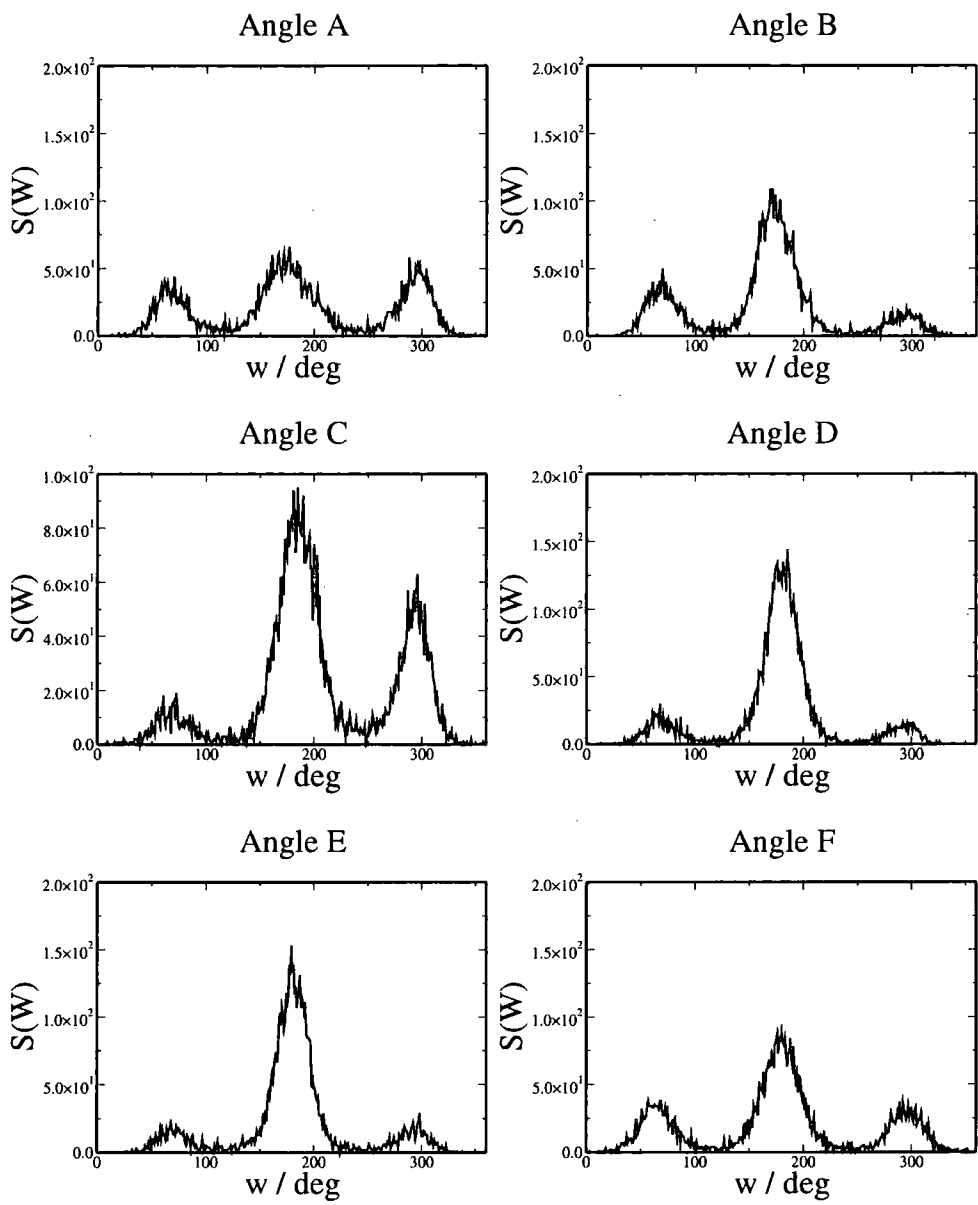 Angle A
Angle B
2.0×10²
1.5×10²
1.0×10²
5.0×10¹
0.0
S(W)
0 100 200 300
w / deg
2.0×10²
1.5×10²
1.0×10²
5.0×10¹
0.0
S(W)
0 100 200 300
w / deg
Angle C
Angle D
1.0×10²
8.0×10¹
6.0×10¹
4.0×10¹
2.0×10¹
0.0
S(W)
0 100 200 300
w / deg
2.0×10²
1.5×10²
1.0×10²
5.0×10¹
0.0
S(W)
0 100 200 300
w / deg
Angle E
Angle F
2.0×10²
1.5×10²
1.0×10²
5.0×10¹
0.0
S(W)
0 100 200 300
w / deg
2.0×10²
1.5×10²
1.0×10²
5.0×10¹
0.0
S(W)
0 100 200 300
w / deg